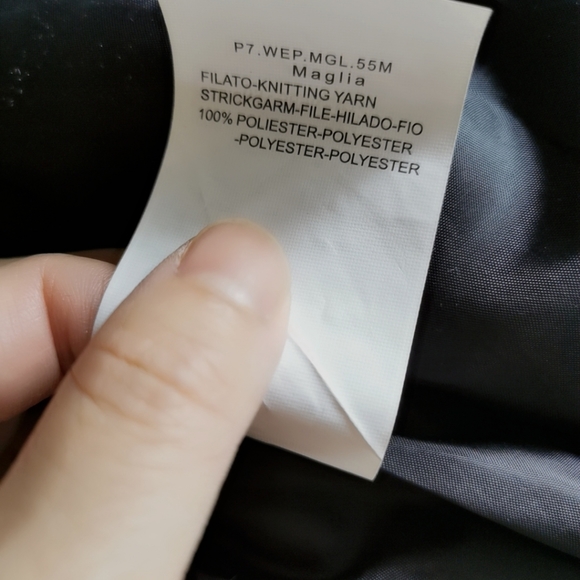 P7.WEP.MGL.55M
Maglia
FILATO-KNITTING YARN
STRICKGARM-FILE-HILADO-FIO
100% POLIESTER-POLYESTER
-POLYESTER-POLYESTER